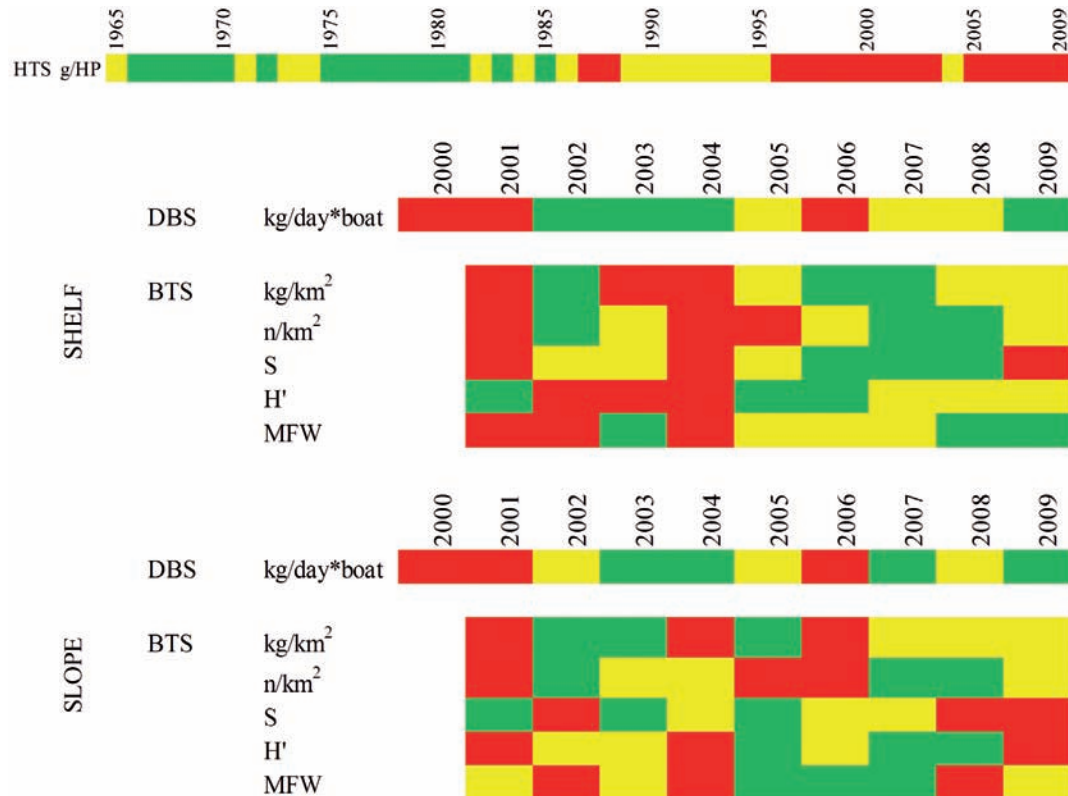 1965 1970 1975 1980 1985 1990 1995 2000 2005 2009
HTS g/HP
2000 2001 2002 2003 2004 2005 2006 2007 2008 2009
DBS kg/day*boat
SHELF
BTS kg/km²
n/km²
S
H'
MFW
2000 2001 2002 2003 2004 2005 2006 2007 2008 2009
DBS kg/day*boat
SLOPE
BTS kg/km²
n/km²
S
H'
MFW